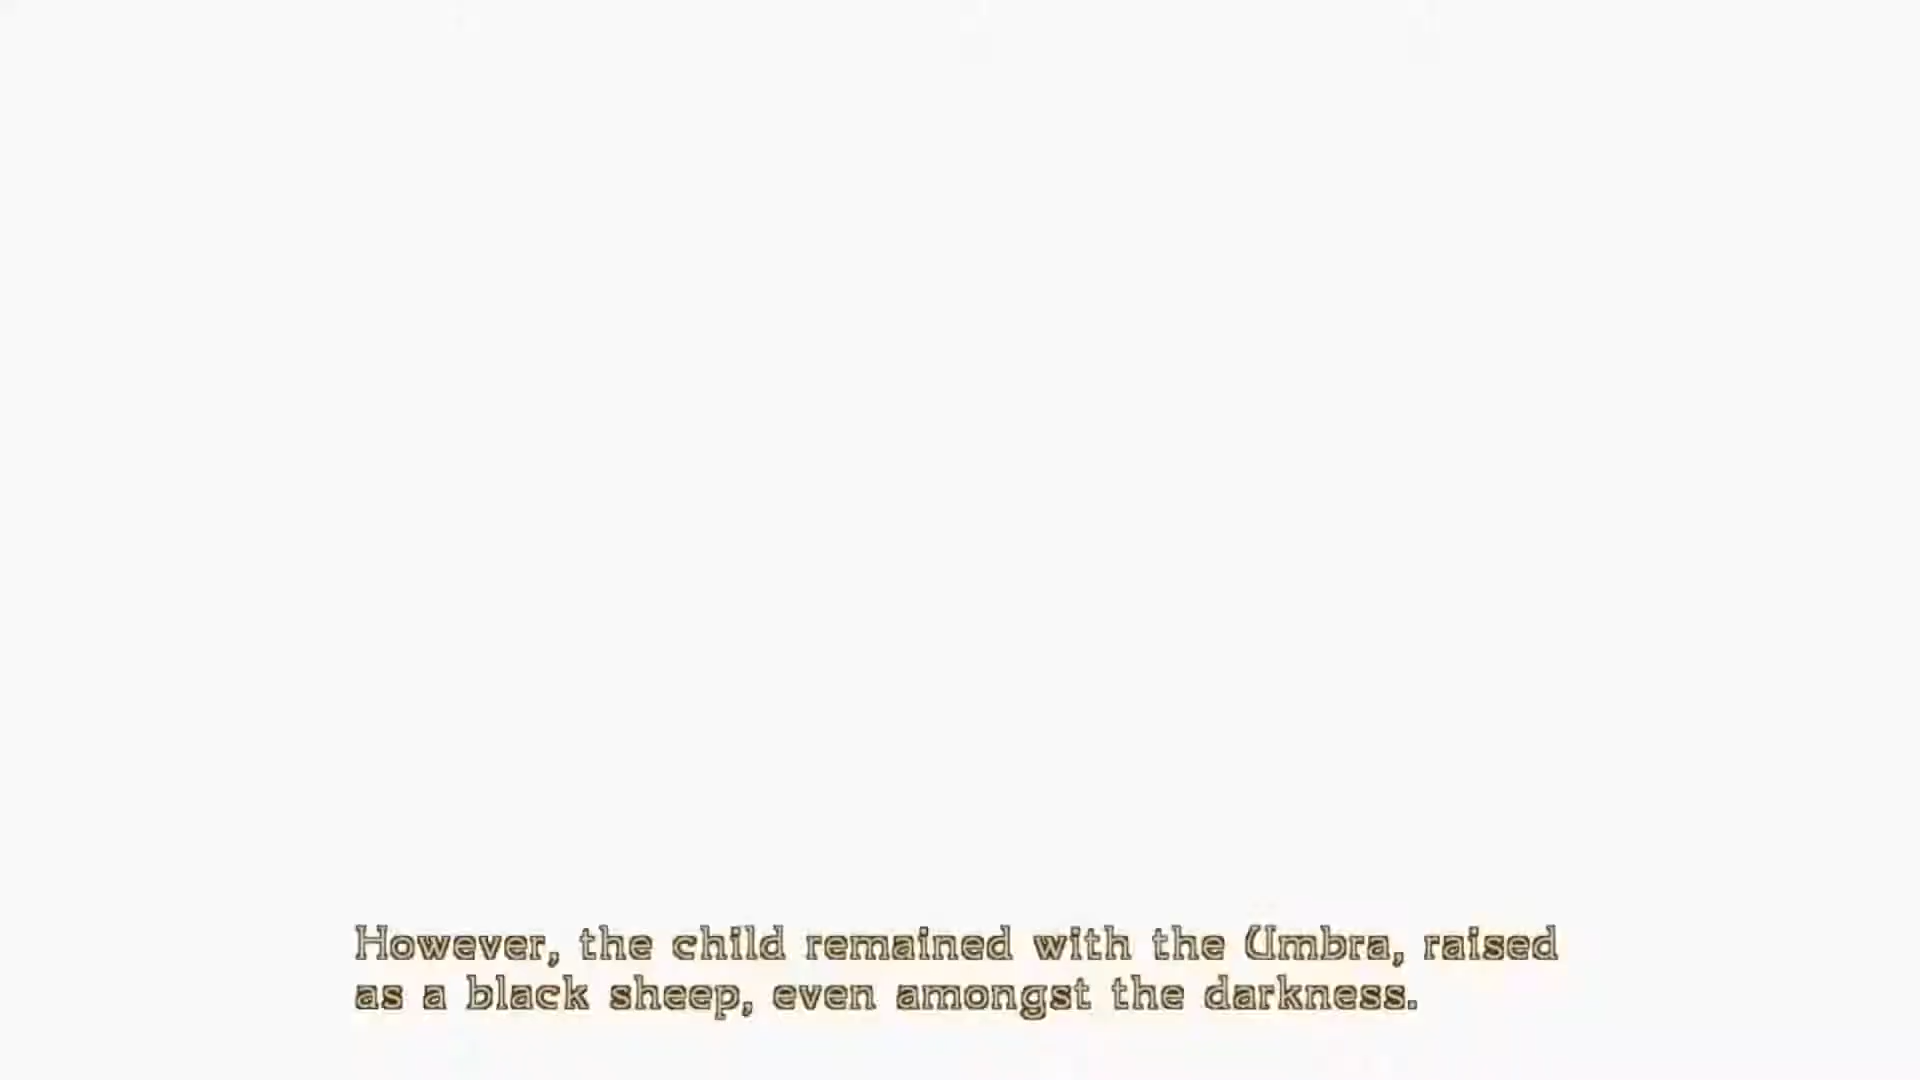 However, the child remained with the Umbra, raised
as a black sheep, even amongst the darkness.